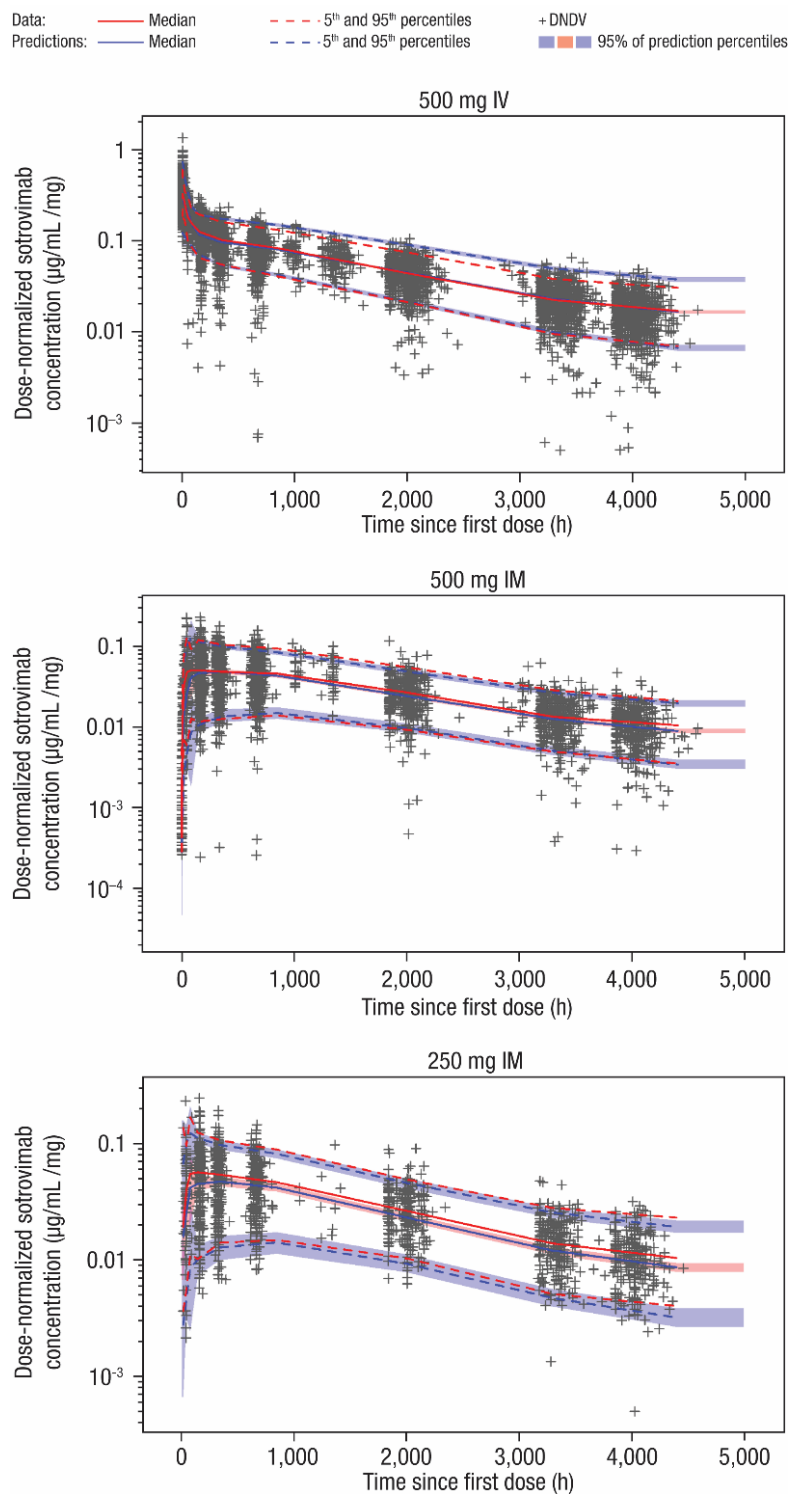 Data: Median 5th and 95th percentiles + DNDV
Predictions: Median 5th and 95th percentiles 95% of prediction percentiles
500 mg IV
Dose-normalized sotrovimab
concentration (µg/mL /mg)
1
0.1
0.01
10⁻³
0 1,000 2,000 3,000 4,000 5,000
Time since first dose (h)
500 mg IM
Dose-normalized sotrovimab
concentration (µg/mL /mg)
0.1
0.01
10⁻³
10⁻⁴
0 1,000 2,000 3,000 4,000 5,000
Time since first dose (h)
250 mg IM
Dose-normalized sotrovimab
concentration (µg/mL /mg)
0.1
0.01
10⁻³
0 1,000 2,000 3,000 4,000 5,000
Time since first dose (h)